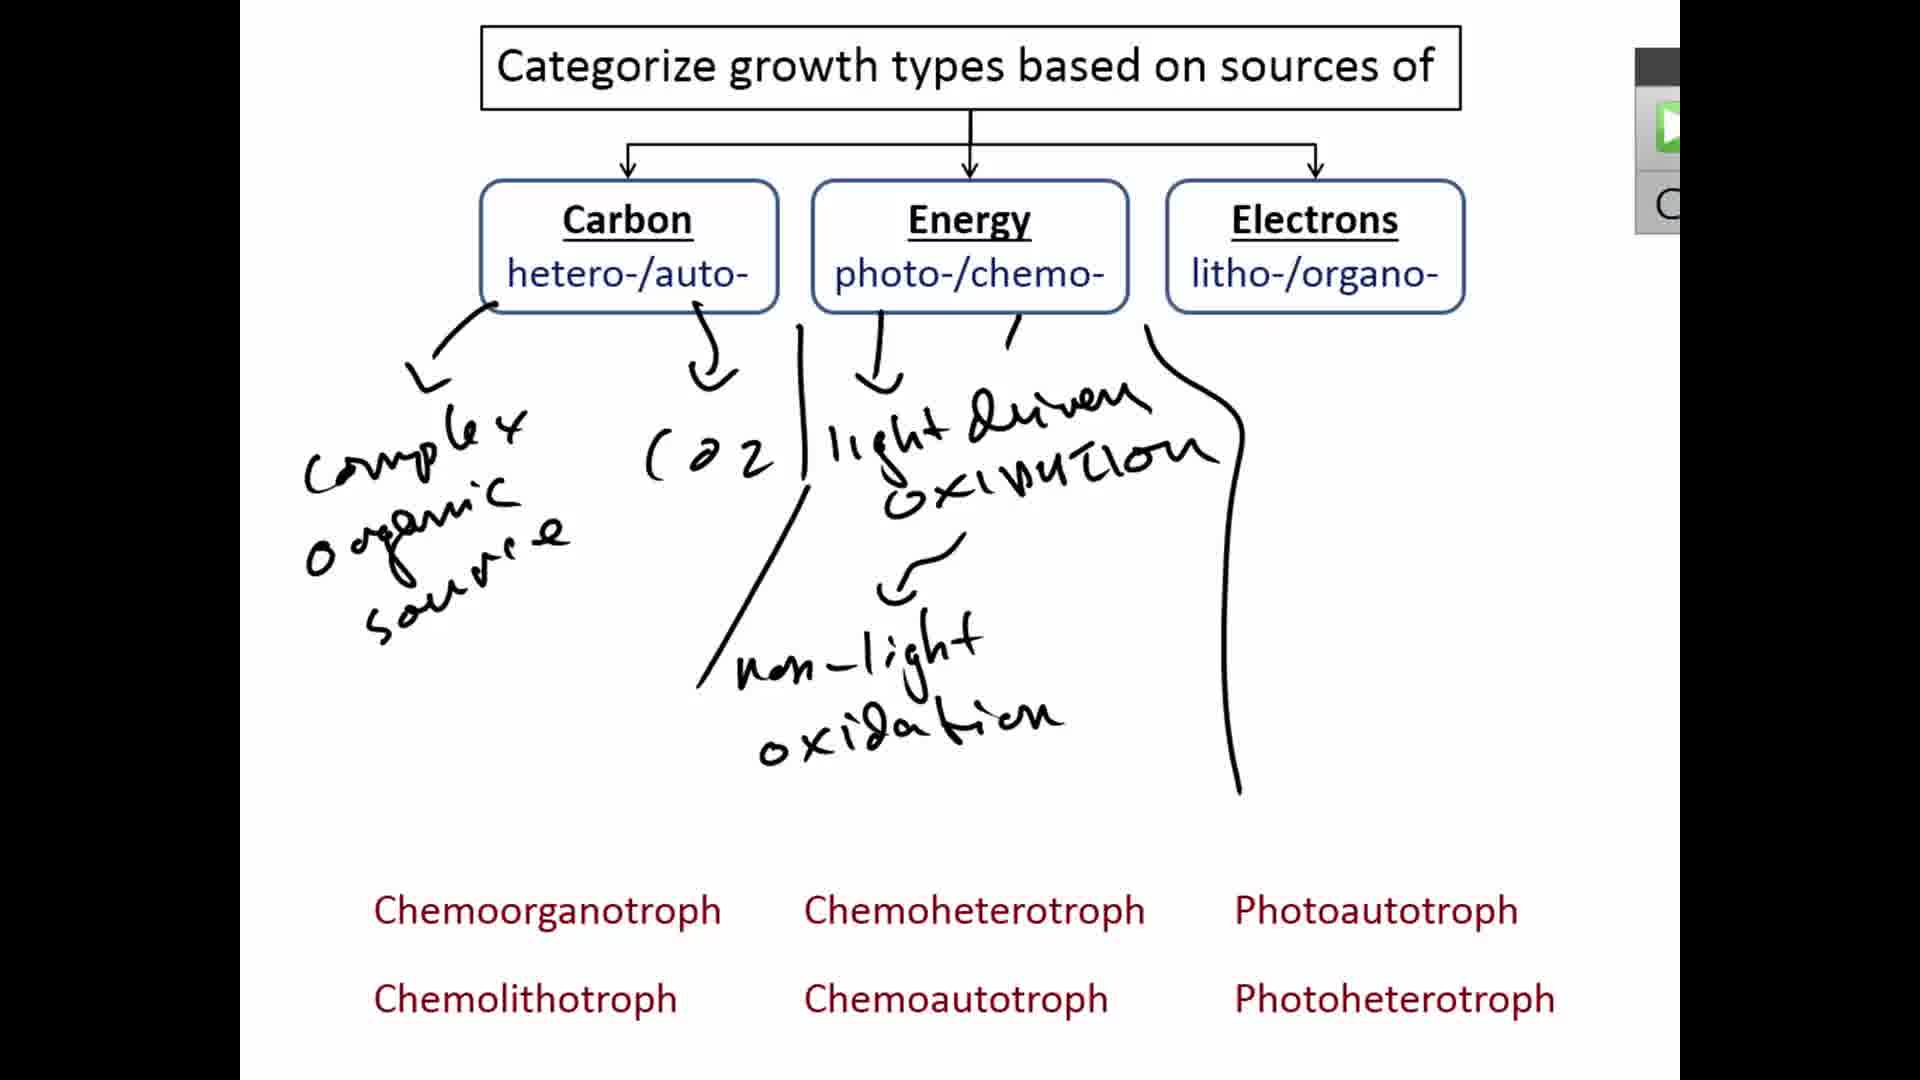 Categorize growth types based on sources of
Carbon
hetero-/auto-
Energy
photo-/chemo-
Electrons
litho-/organo-
complex
organic
source
CO2
light driven
OXIDATION
non-light
oxidation
Chemoorganotroph
Chemoheterotroph
Photoautotroph
Chemolithotroph
Chemoautotroph
Photoheterotroph